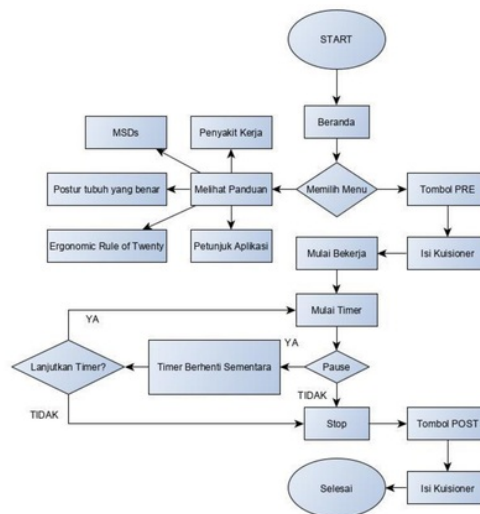 START
Beranda
MSDs
Penyakit Kerja
Postur tubuh yang benar
Melihat Panduan
Memilih Menu
Tombol PRE
Ergonomic Rule of Twenty
Petunjuk Aplikasi
Mulai Bekerja
Isi Kuisioner
Mulai Timer
YA
YA
Lanjutkan Timer?
Timer Berhenti Sementara
Pause
TIDAK
TIDAK
Stop
Tombol POST
Selesai
Isi Kuisioner